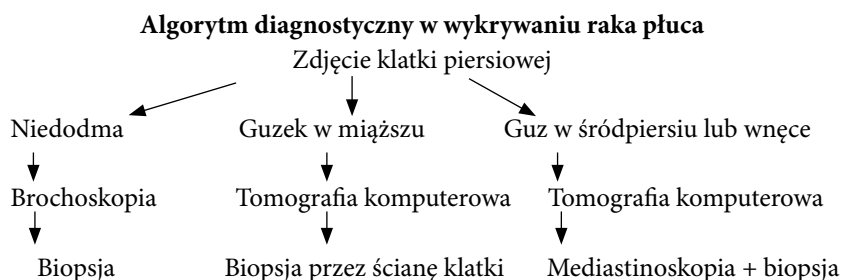 Algorytm diagnostyczny w wykrywaniu raka płuca
Zdjęcie klatki piersiowej
Niedodma Guzek w miąższu Guz w śródpiersiu lub wnęce
Brochoskopia Tomografia komputerowa Tomografia komputerowa
Biopsja Biopsja przez ścianę klatki Mediastinoskopia + biopsja